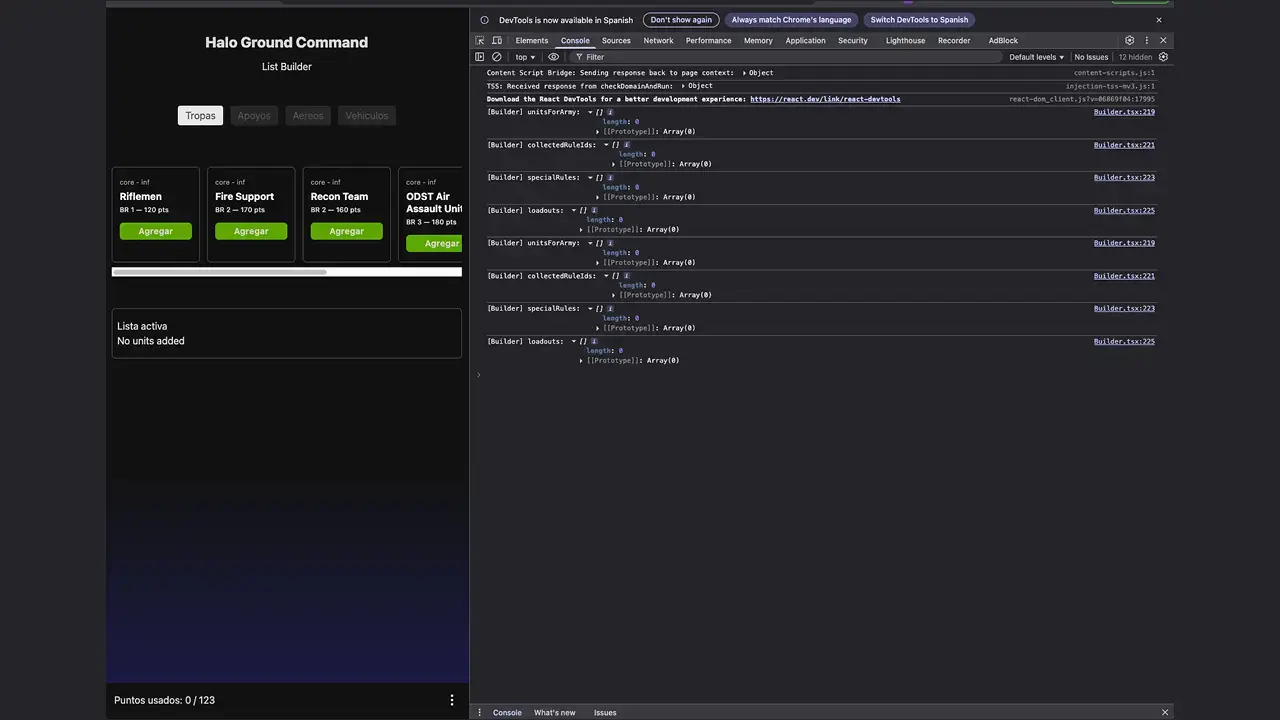 Halo Ground Command
List Builder
Tropas
Apoyos
Aereos
Vehiculos
core - inf
Riflemen
BR 1 — 120 pts
Agregar
core - inf
Fire Support
BR 2 — 170 pts
Agregar
core - inf
Recon Team
BR 2 — 160 pts
Agregar
core - inf
ODST Air
Assault Unit
BR 3 — 180 pts
Agregar
Lista activa
No units added
Puntos usados: 0 / 123
DevTools is now available in Spanish
Don't show again
Always match Chrome's language
Switch DevTools to Spanish
Elements
Console
Sources
Network
Performance
Memory
Application
Security
Lighthouse
Recorder
AdBlock
top
Filter
Default levels
No Issues
12 hidden
Content Script Bridge: Sending response back to page context: Object content-scripts.js:1
TSS: Received response from checkDomainAndRun: Object injection-tss-mv3.js:1
Download the React DevTools for a better development experience: https://react.dev/link/react-devtools react-dom_client.js?v=06869f04:17995
[Builder] unitsForArmy: [] Builder.tsx:219
length: 0
[[Prototype]]: Array(0)
[Builder] collectedRuleIds: [] Builder.tsx:221
length: 0
[[Prototype]]: Array(0)
[Builder] specialRules: [] Builder.tsx:223
length: 0
[[Prototype]]: Array(0)
[Builder] loadouts: [] Builder.tsx:225
length: 0
[[Prototype]]: Array(0)
[Builder] unitsForArmy: [] Builder.tsx:219
length: 0
[[Prototype]]: Array(0)
[Builder] collectedRuleIds: [] Builder.tsx:221
length: 0
[[Prototype]]: Array(0)
[Builder] specialRules: [] Builder.tsx:223
length: 0
[[Prototype]]: Array(0)
[Builder] loadouts: [] Builder.tsx:225
length: 0
[[Prototype]]: Array(0)
Console
What's new
Issues